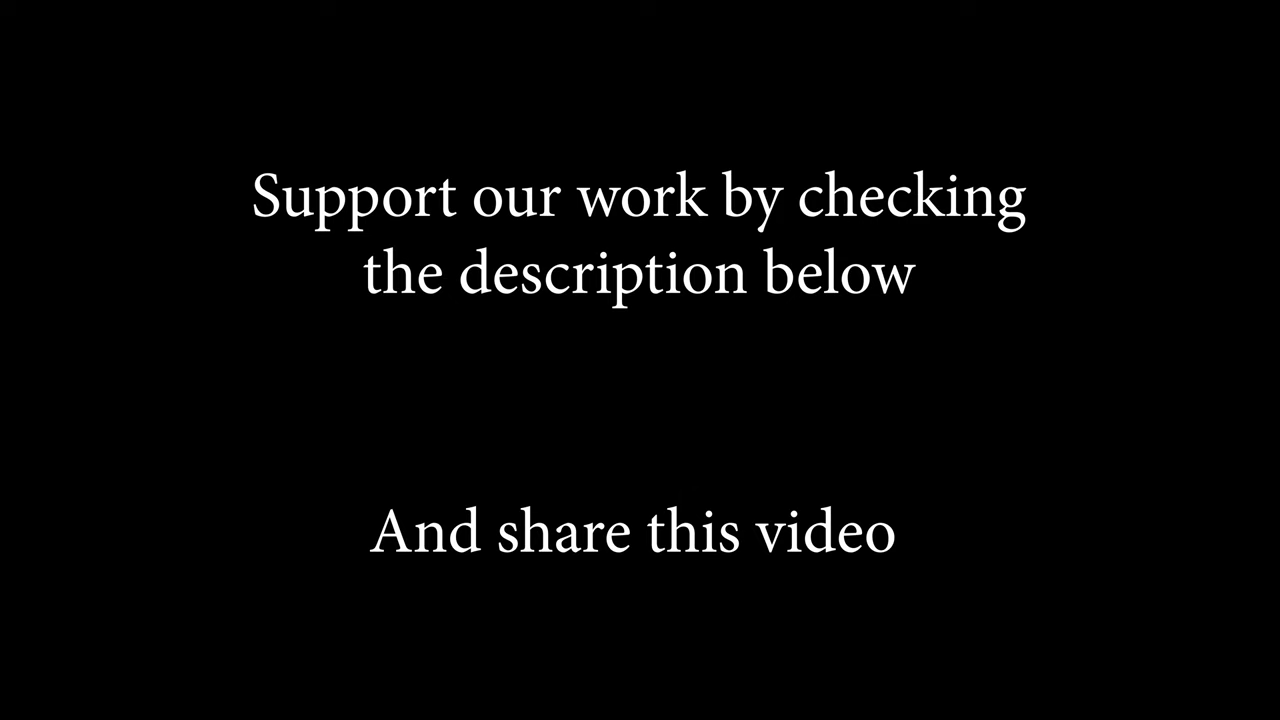 Support our work by checking
the description below
And share this video